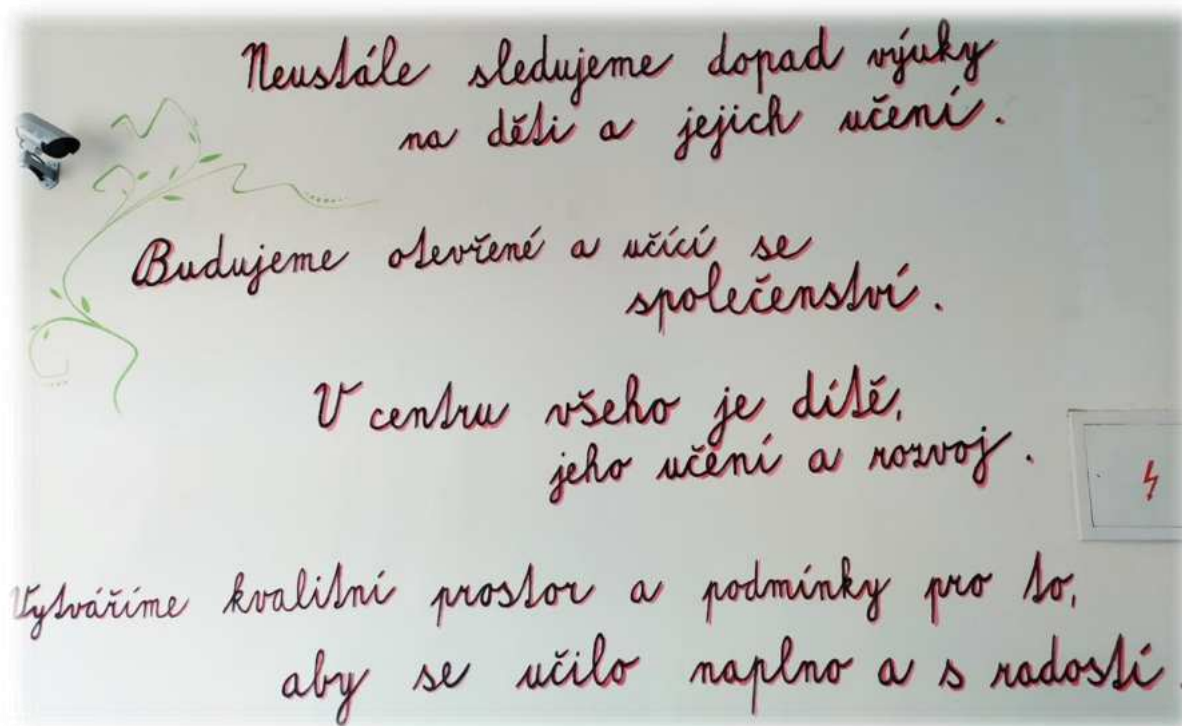 Neustále sledujeme dopad výuky
na děti a jejich učení.
Budujeme otevřené a učící se
společenství.
V centru všeho je dítě,
jeho učení a rozvoj.
Vytváříme kvalitní prostor a podmínky pro to,
aby se učilo naplno a s radostí.